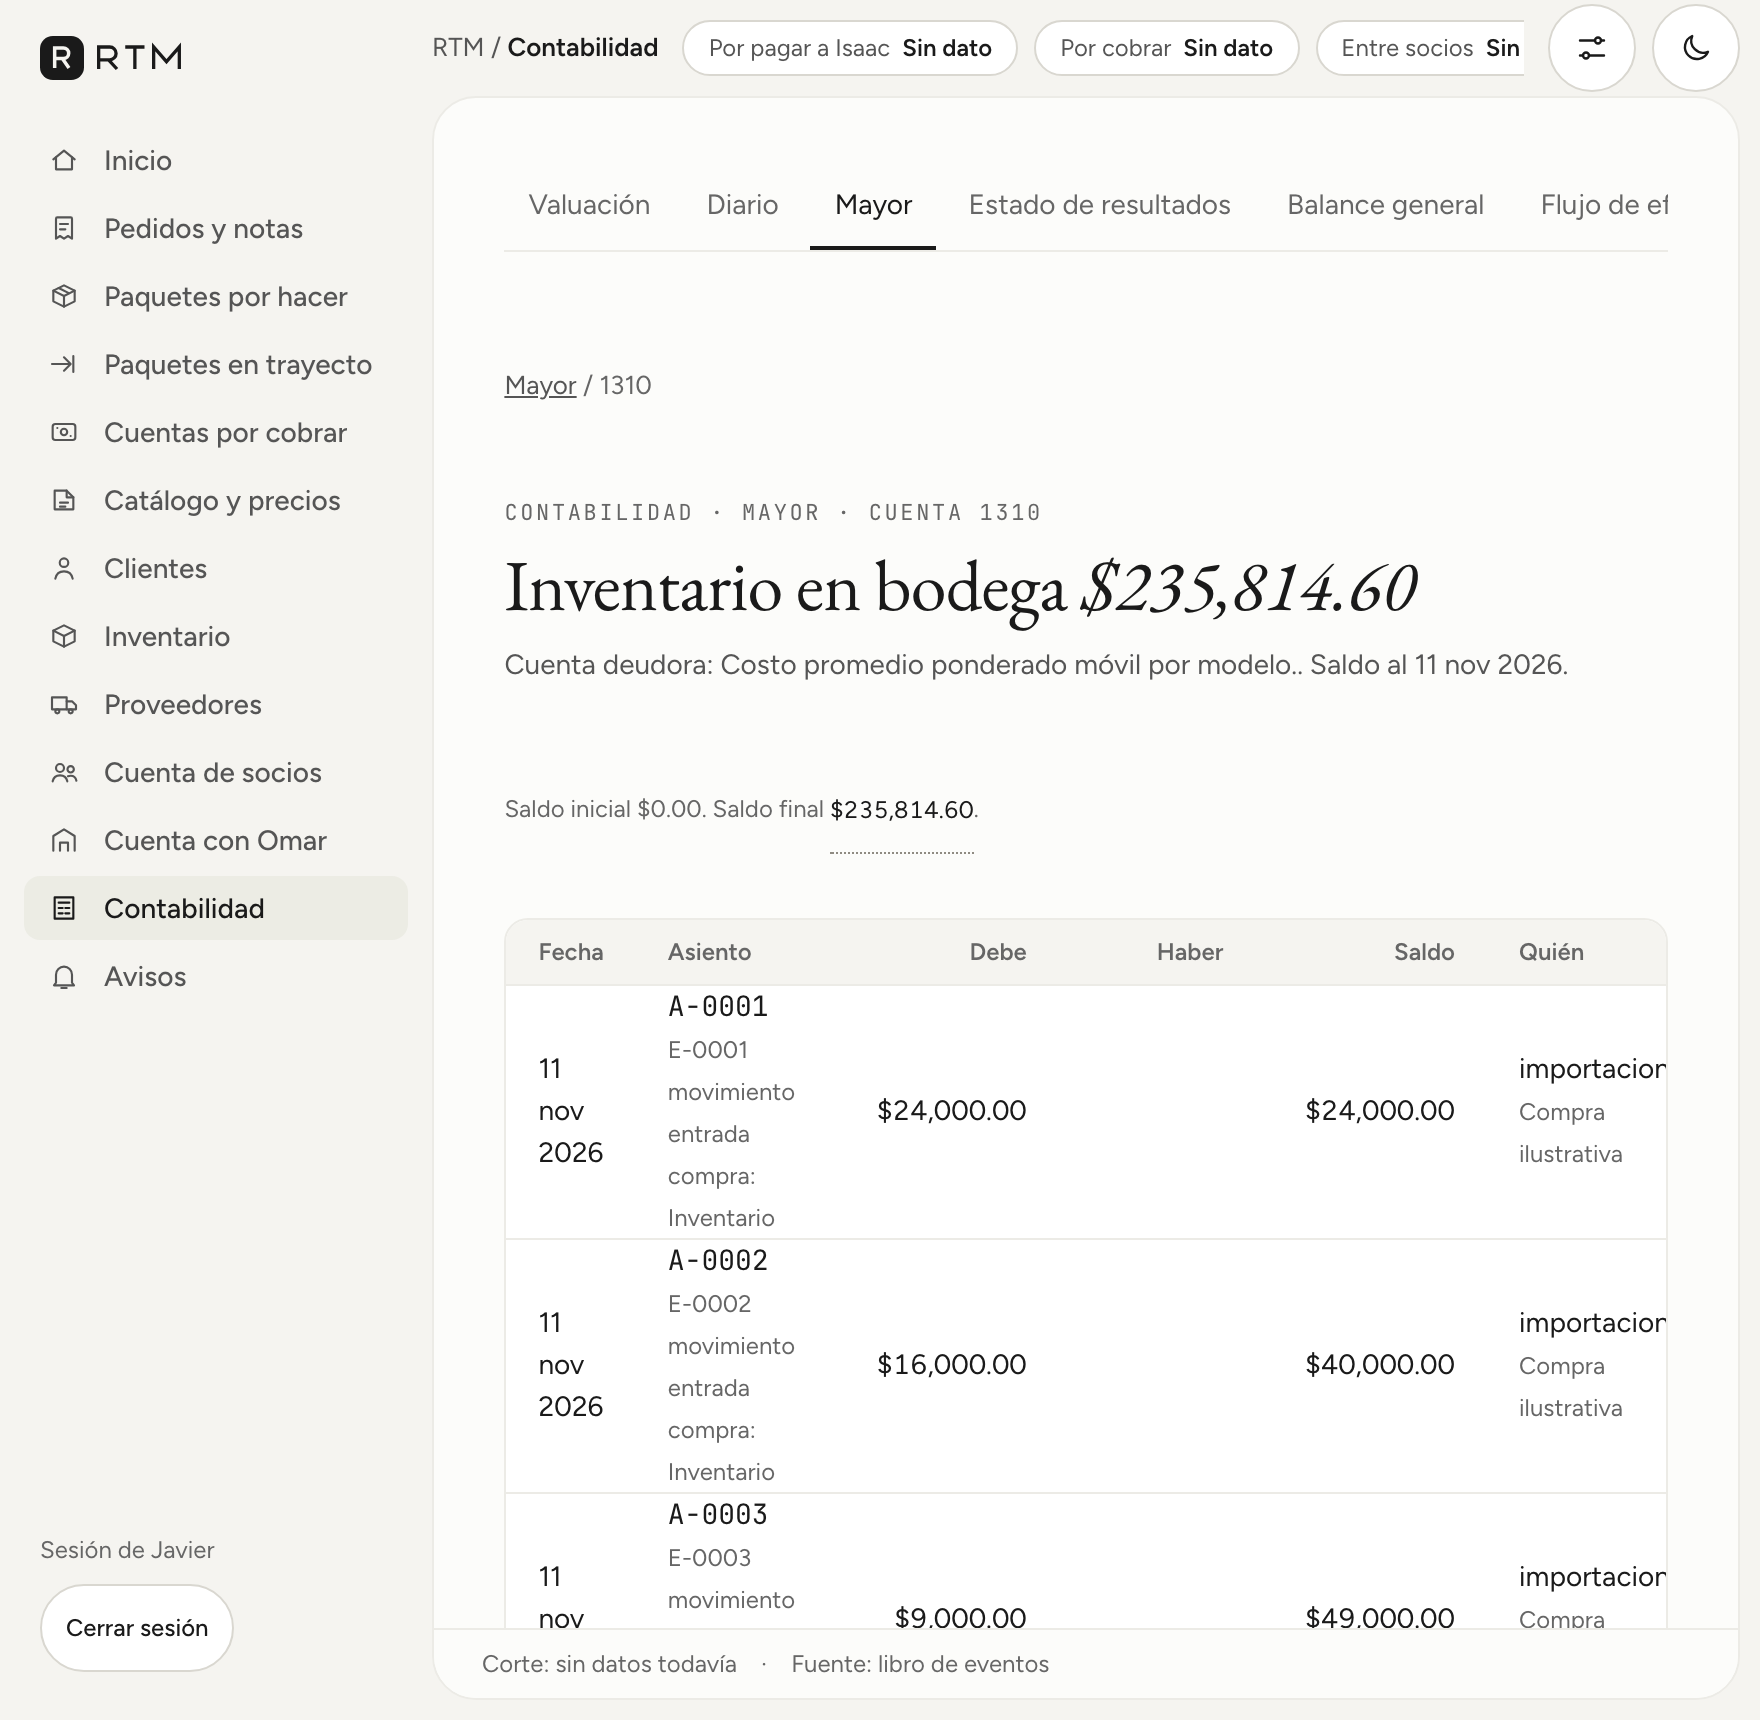 R RTM
RTM / Contabilidad
Por pagar a Isaac Sin dato
Por cobrar Sin dato
Entre socios Sin
Inicio
Pedidos y notas
Paquetes por hacer
Paquetes en trayecto
Cuentas por cobrar
Catálogo y precios
Clientes
Inventario
Proveedores
Cuenta de socios
Cuenta con Omar
Contabilidad
Avisos
Sesión de Javier
Cerrar sesión
Valuación Diario Mayor Estado de resultados Balance general Flujo de ef
Mayor / 1310
CONTABILIDAD · MAYOR · CUENTA 1310
Inventario en bodega $235,814.60
Cuenta deudora: Costo promedio ponderado móvil por modelo.. Saldo al 11 nov 2026.
Saldo inicial $0.00. Saldo final $235,814.60.
Fecha Asiento Debe Haber Saldo Quién
11
nov
2026
A-0001
E-0001
movimiento
entrada
compra:
Inventario
$24,000.00
$24,000.00
importacion
Compra
ilustrativa
11
nov
2026
A-0002
E-0002
movimiento
entrada
compra:
Inventario
$16,000.00
$40,000.00
importacion
Compra
ilustrativa
11
nov
A-0003
E-0003
movimiento
$9,000.00
$49,000.00
importacion
Compra
Corte: sin datos todavía · Fuente: libro de eventos